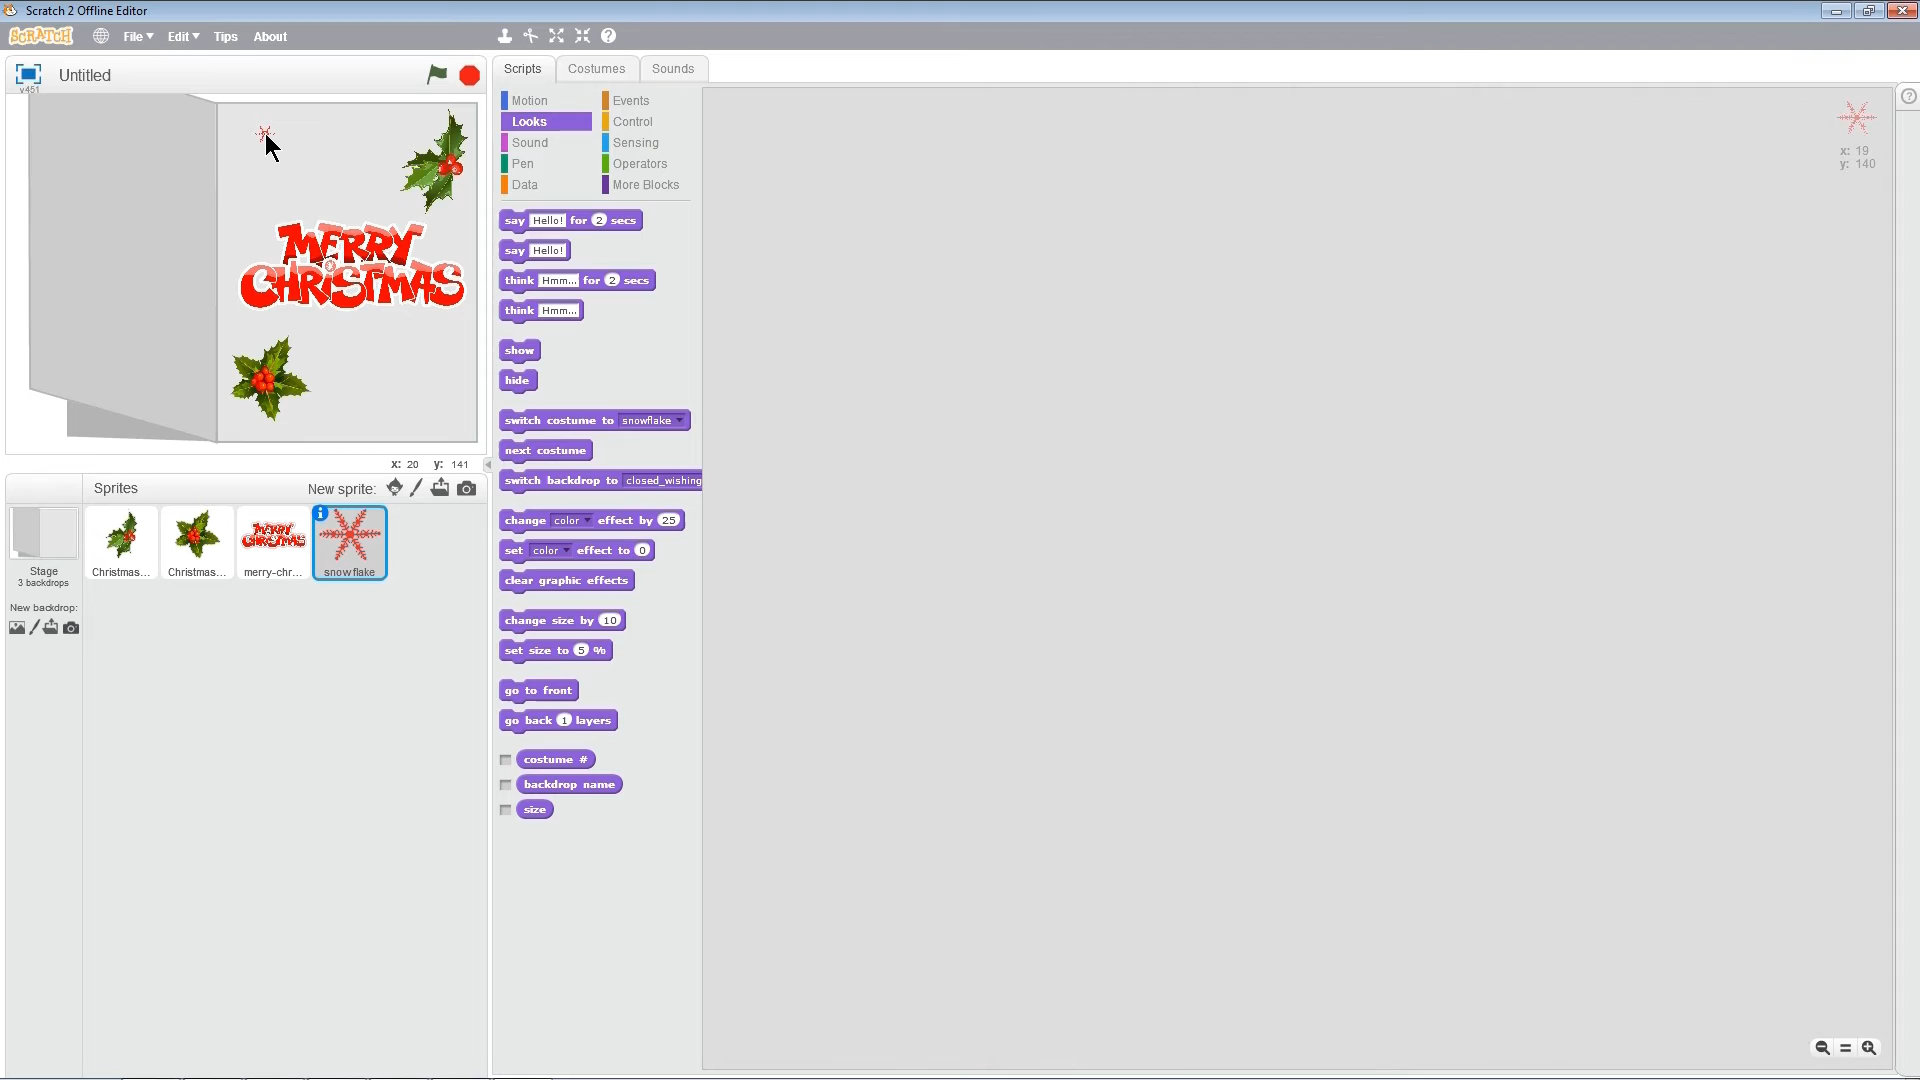 Scratch 2 Offline Editor
SCRATCH File Edit Tips About
v451 Untitled
Scripts Costumes Sounds
Motion Events
Looks Control
Sound Sensing
Pen Operators
Data More Blocks
x: 19
y: 140
MERRY
CHRISTMAS
say Hello! for 2 secs
say Hello!
think Hmm... for 2 secs
think Hmm...
show
hide
switch costume to snowflake
next costume
switch backdrop to closed_wishing
change color effect by 25
set color effect to 0
clear graphic effects
change size by 10
set size to 5 %
go to front
go back 1 layers
costume #
backdrop name
size
x: 20 y: 141
Sprites New sprite:
MERRY
CHRISTMAS
Christmas... Christmas... merry-chr... snowflake
Stage
3 backdrops
New backdrop: